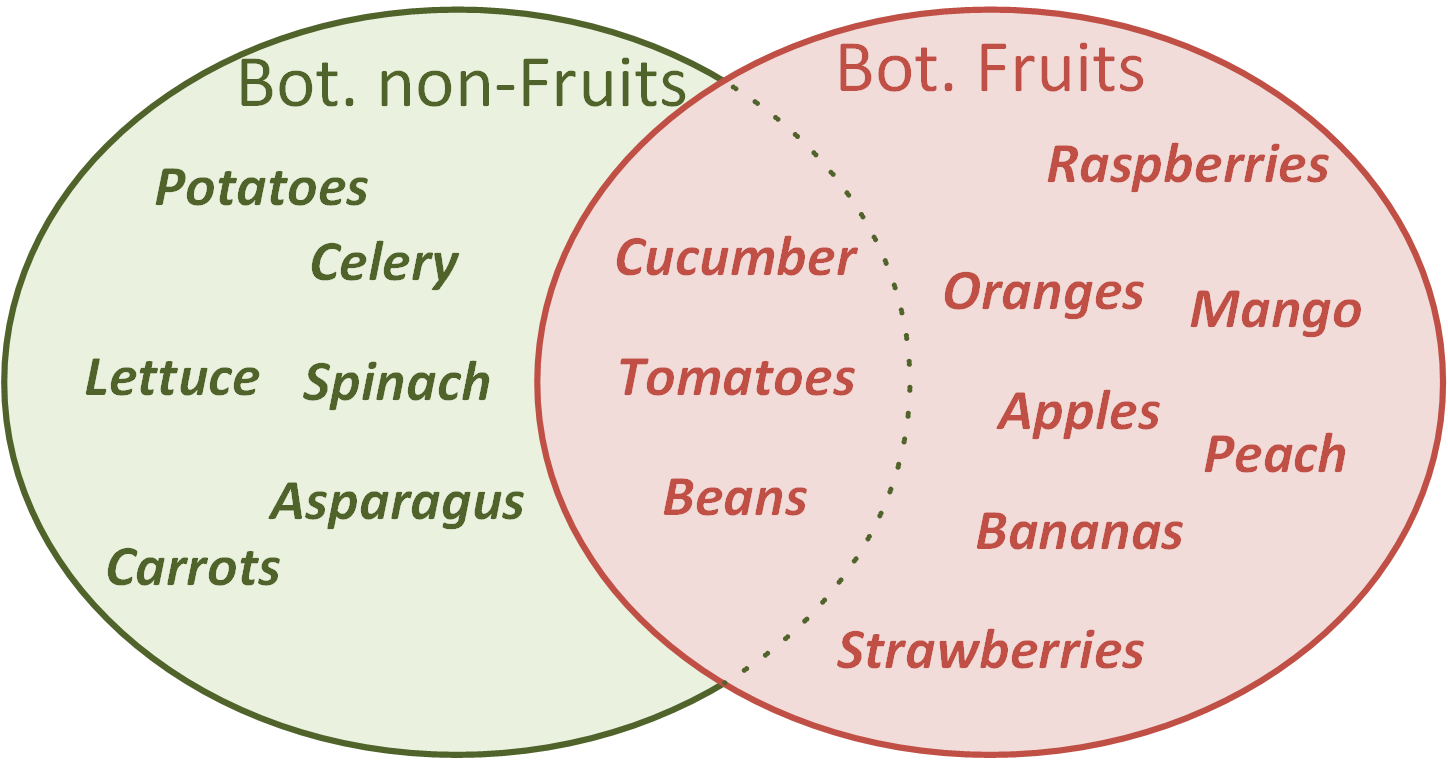 Bot. non-Fruits
Potatoes
Celery
Lettuce
Spinach
Asparagus
Carrots
Cucumber
Tomatoes
Beans
Bot. Fruits
Raspberries
Oranges
Mango
Apples
Peach
Bananas
Strawberries